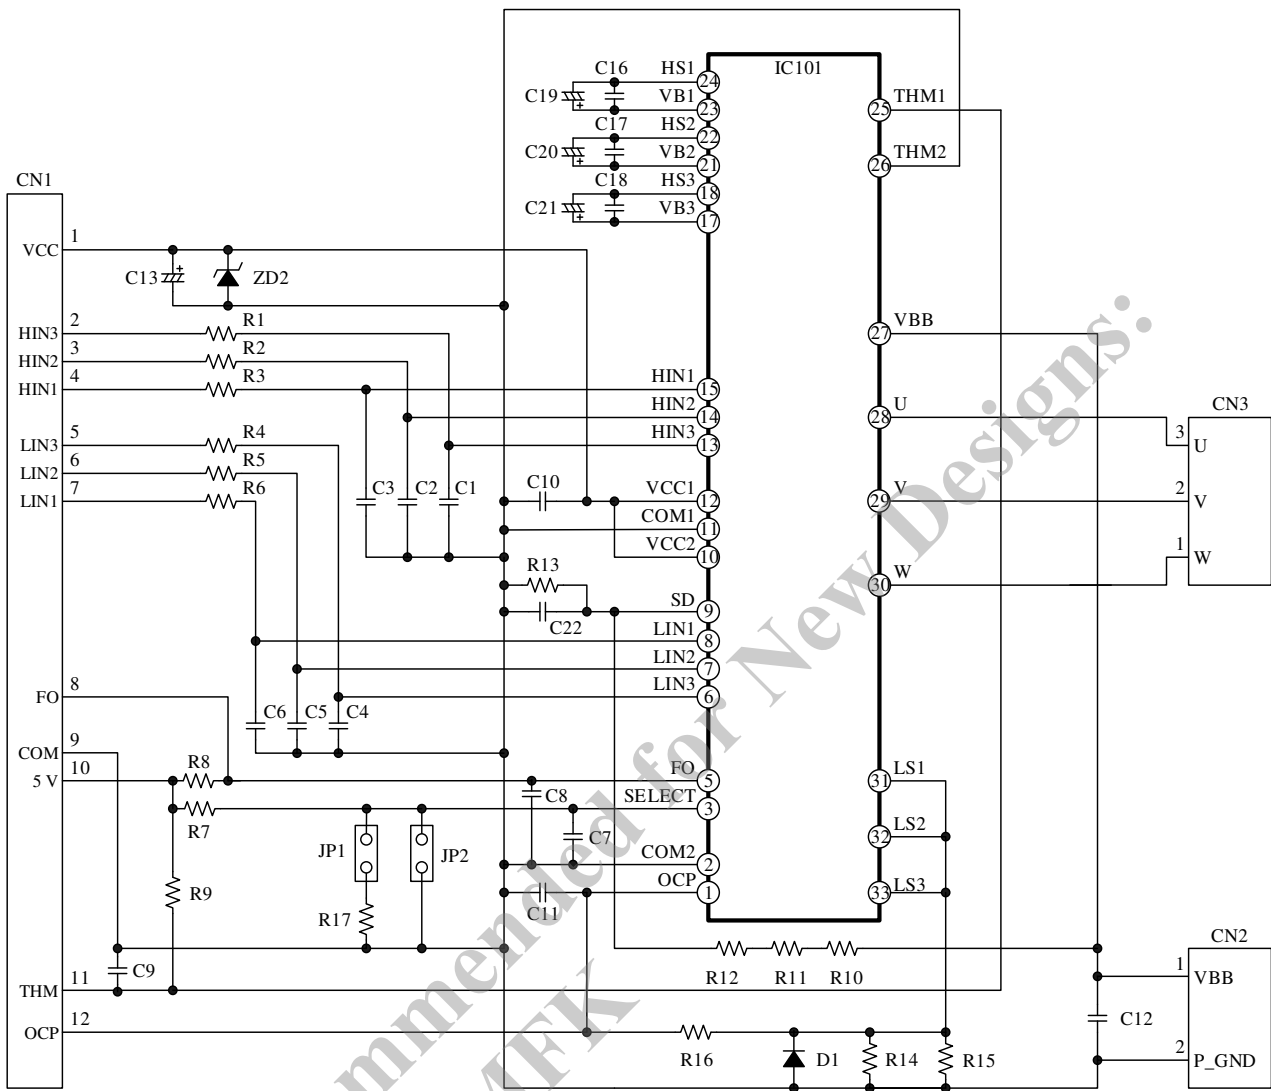 C16 HS1 IC101
24
C19 VB1 THM1
23 25
C17 HS2
22
C20 VB2 THM2
21 26
C18 HS3
18
C21 VB3
17
CN1
1
VCC
C13 ZD2
2 R1 VBB
HIN3 27
3 R2
HIN2
4 R3 HIN1
HIN1 15
HIN2 U CN3
14 28
5 R4 HIN3 3
LIN3 13 U
6 R5
LIN2
7 R6 C3 C2 C1 C10 VCC1 V 2
LIN1 12 29 V
COM1
11
VCC2 1
10 W
R13 W
30
SD
9
C22 LIN1
8
LIN2
7
8 LIN3
FO 6
C6 C5 C4
9
COM
10 R8 FO LS1
5 V 5 31
R7 C8 SELECT
3
JP1 JP2 C7 LS2
32
COM2
2
R9 OCP LS3
1 33
R17 C11
CN2
C9 R12 R11 R10 1
11 VBB
THM
12 C12
OCP
R16 D1 R14 R15 2
P_GND
mmended for New Designs:
MFK